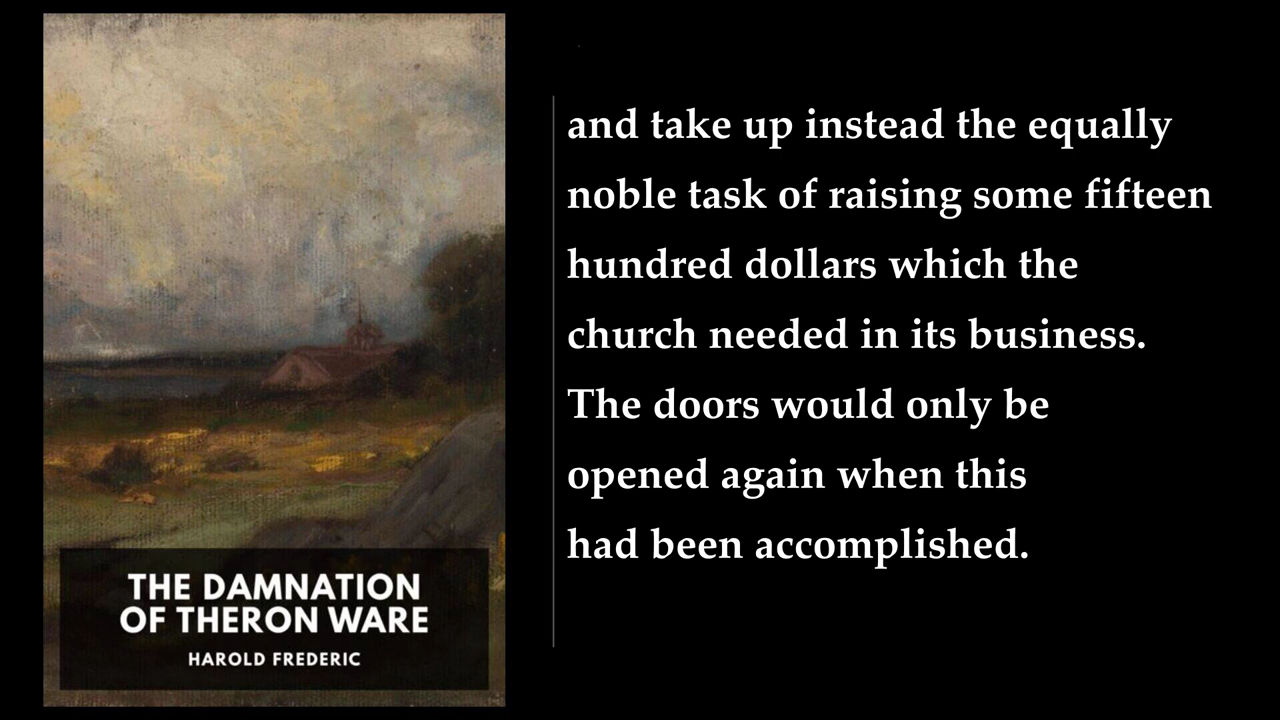 and take up instead the equally
noble task of raising some fifteen
hundred dollars which the
church needed in its business.
The doors would only be
opened again when this
had been accomplished.
THE DAMNATION
OF THERON WARE
HAROLD FREDERIC